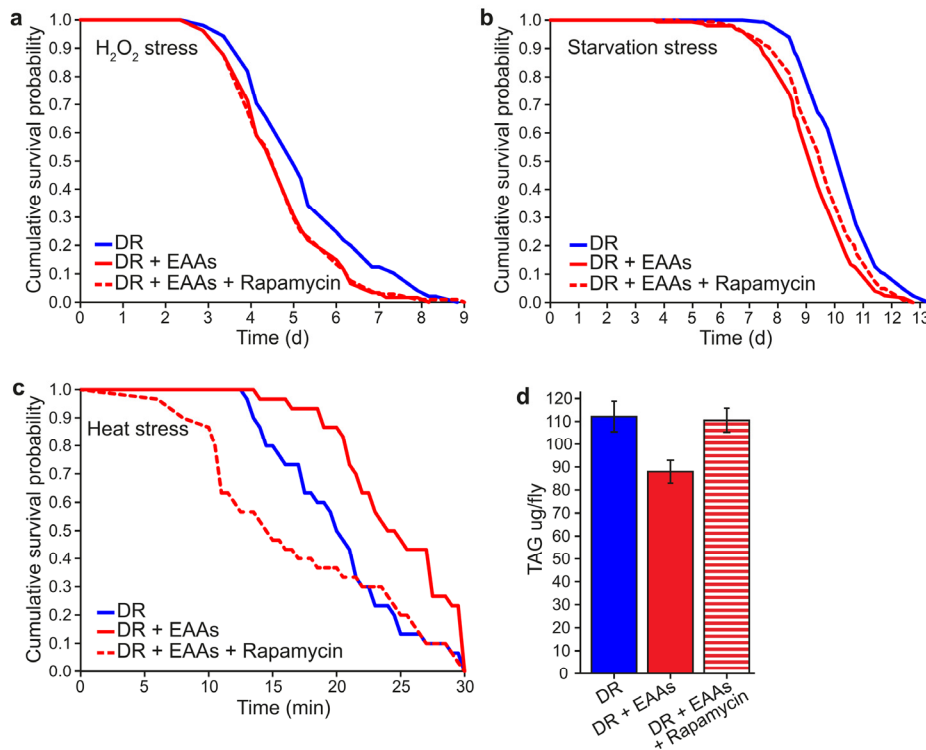 a
Cumulative survival probability
1.0
0.9
0.8
0.7
0.6
0.5
0.4
0.3
0.2
0.1
0.0
H₂O₂ stress
DR
DR + EAAs
DR + EAAs + Rapamycin
0 1 2 3 4 5 6 7 8 9
Time (d)
b
Cumulative survival probability
1.0
0.9
0.8
0.7
0.6
0.5
0.4
0.3
0.2
0.1
0.0
Starvation stress
DR
DR + EAAs
DR + EAAs + Rapamycin
0 1 2 3 4 5 6 7 8 9 10 11 12 13
Time (d)
c
Cumulative survival probability
1.0
0.9
0.8
0.7
0.6
0.5
0.4
0.3
0.2
0.1
0.0
Heat stress
DR
DR + EAAs
DR + EAAs + Rapamycin
0 5 10 15 20 25 30
Time (min)
d
TAG ug/fly
120
110
100
90
80
70
60
50
40
30
20
10
0
DR
DR + EAAs
DR + EAAs
+ Rapamycin